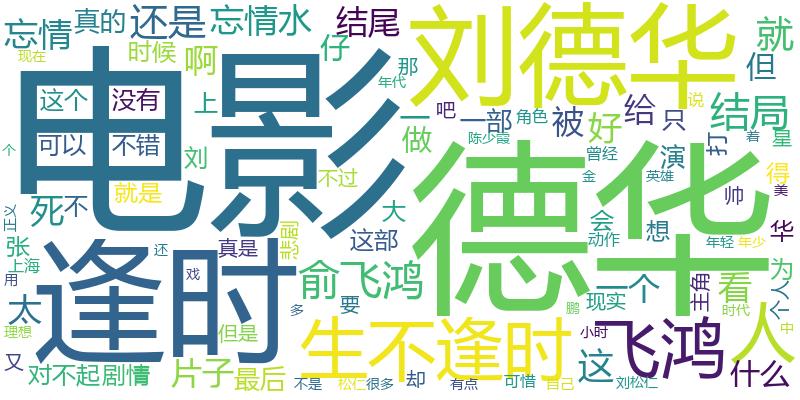 忘情
真的
还是
忘情水
结尾
刘德华
就
现在
时候
啊
仔
那
但
电影
年代
这个
没有
上
吧
一部
角色
给
只
说
结局
可以
不错
刘
一
做
陈少霞
被
好
打
星
个
就是
不过
德华
曾经
演
着
得
金
英雄
帅
美
死
不
大
正义
悲剧
会
想
华
张
真是
这部
动作
年轻
年少
上海
还
逢时
俞飞鸿
一个
看
为
用
戏
要
现实
主角
个人
太
多
鹏
时代
理想
但是
生不逢时
小时
飞鸿
人
中
又
对不起
剧情
片子
最后
不是
松仁
很多
却
有点
可惜
自己
这
刘松仁
什么